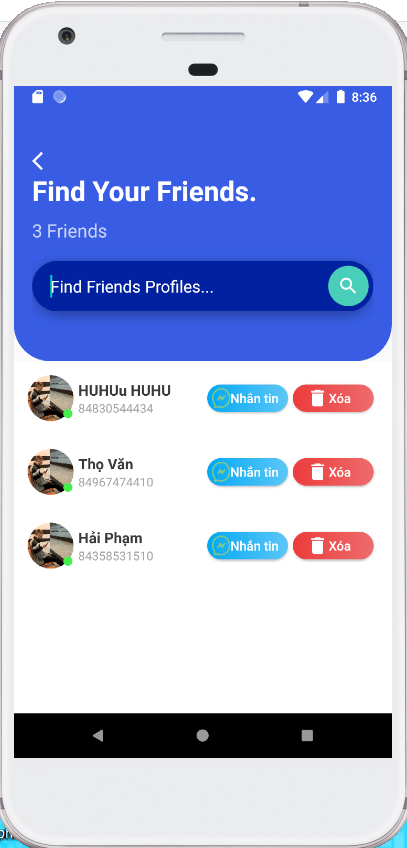 8:36
Find Your Friends.
3 Friends
Find Friends Profiles...
HUHUu HUHU
84830544434
Nhắn tin
Xóa
Thọ Văn
84967474410
Nhắn tin
Xóa
Hải Phạm
84358531510
Nhắn tin
Xóa